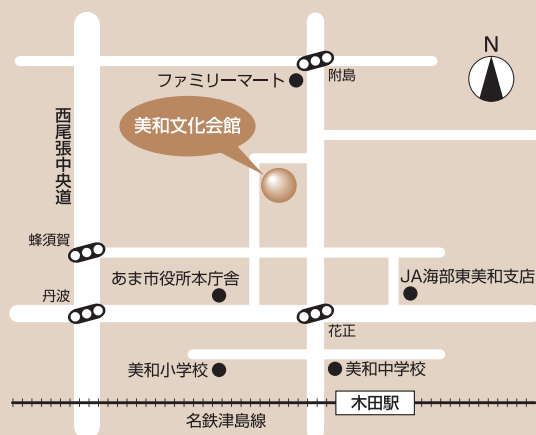 N
ファミリーマート
附島
美和文化会館
西尾張中央道
蜂須賀
あま市役所本庁舎
JA海部東美和支店
丹波
花正
美和小学校
美和中学校
木田駅
名鉄津島線